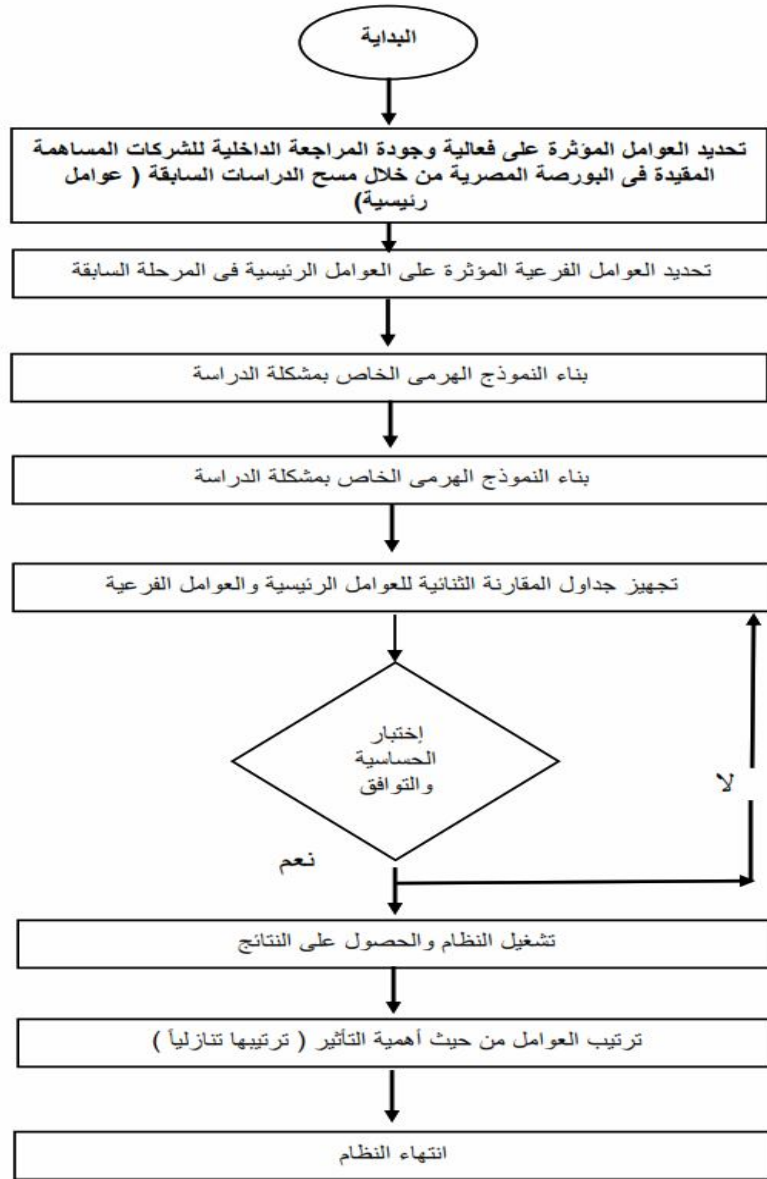 البداية
تحديد العوامل المؤثرة على فعالية وجودة المراجعة الداخلية للشركات المساهمة
المقيدة فى البورصة المصرية من خلال مسح الدراسات السابقة ( عوامل
رئيسية)
تحديد العوامل الفرعية المؤثرة على العوامل الرئيسية فى المرحلة السابقة
بناء النموذج الهرمى الخاص بمشكلة الدراسة
بناء النموذج الهرمى الخاص بمشكلة الدراسة
تجهيز جداول المقارنة الثنائية للعوامل الرئيسية والعوامل الفرعية
إختبار
الحساسية
والتوافق
لا
نعم
تشغيل النظام والحصول على النتائج
ترتيب العوامل من حيث أهمية التأثير ( ترتيبها تنازلياً )
انتهاء النظام